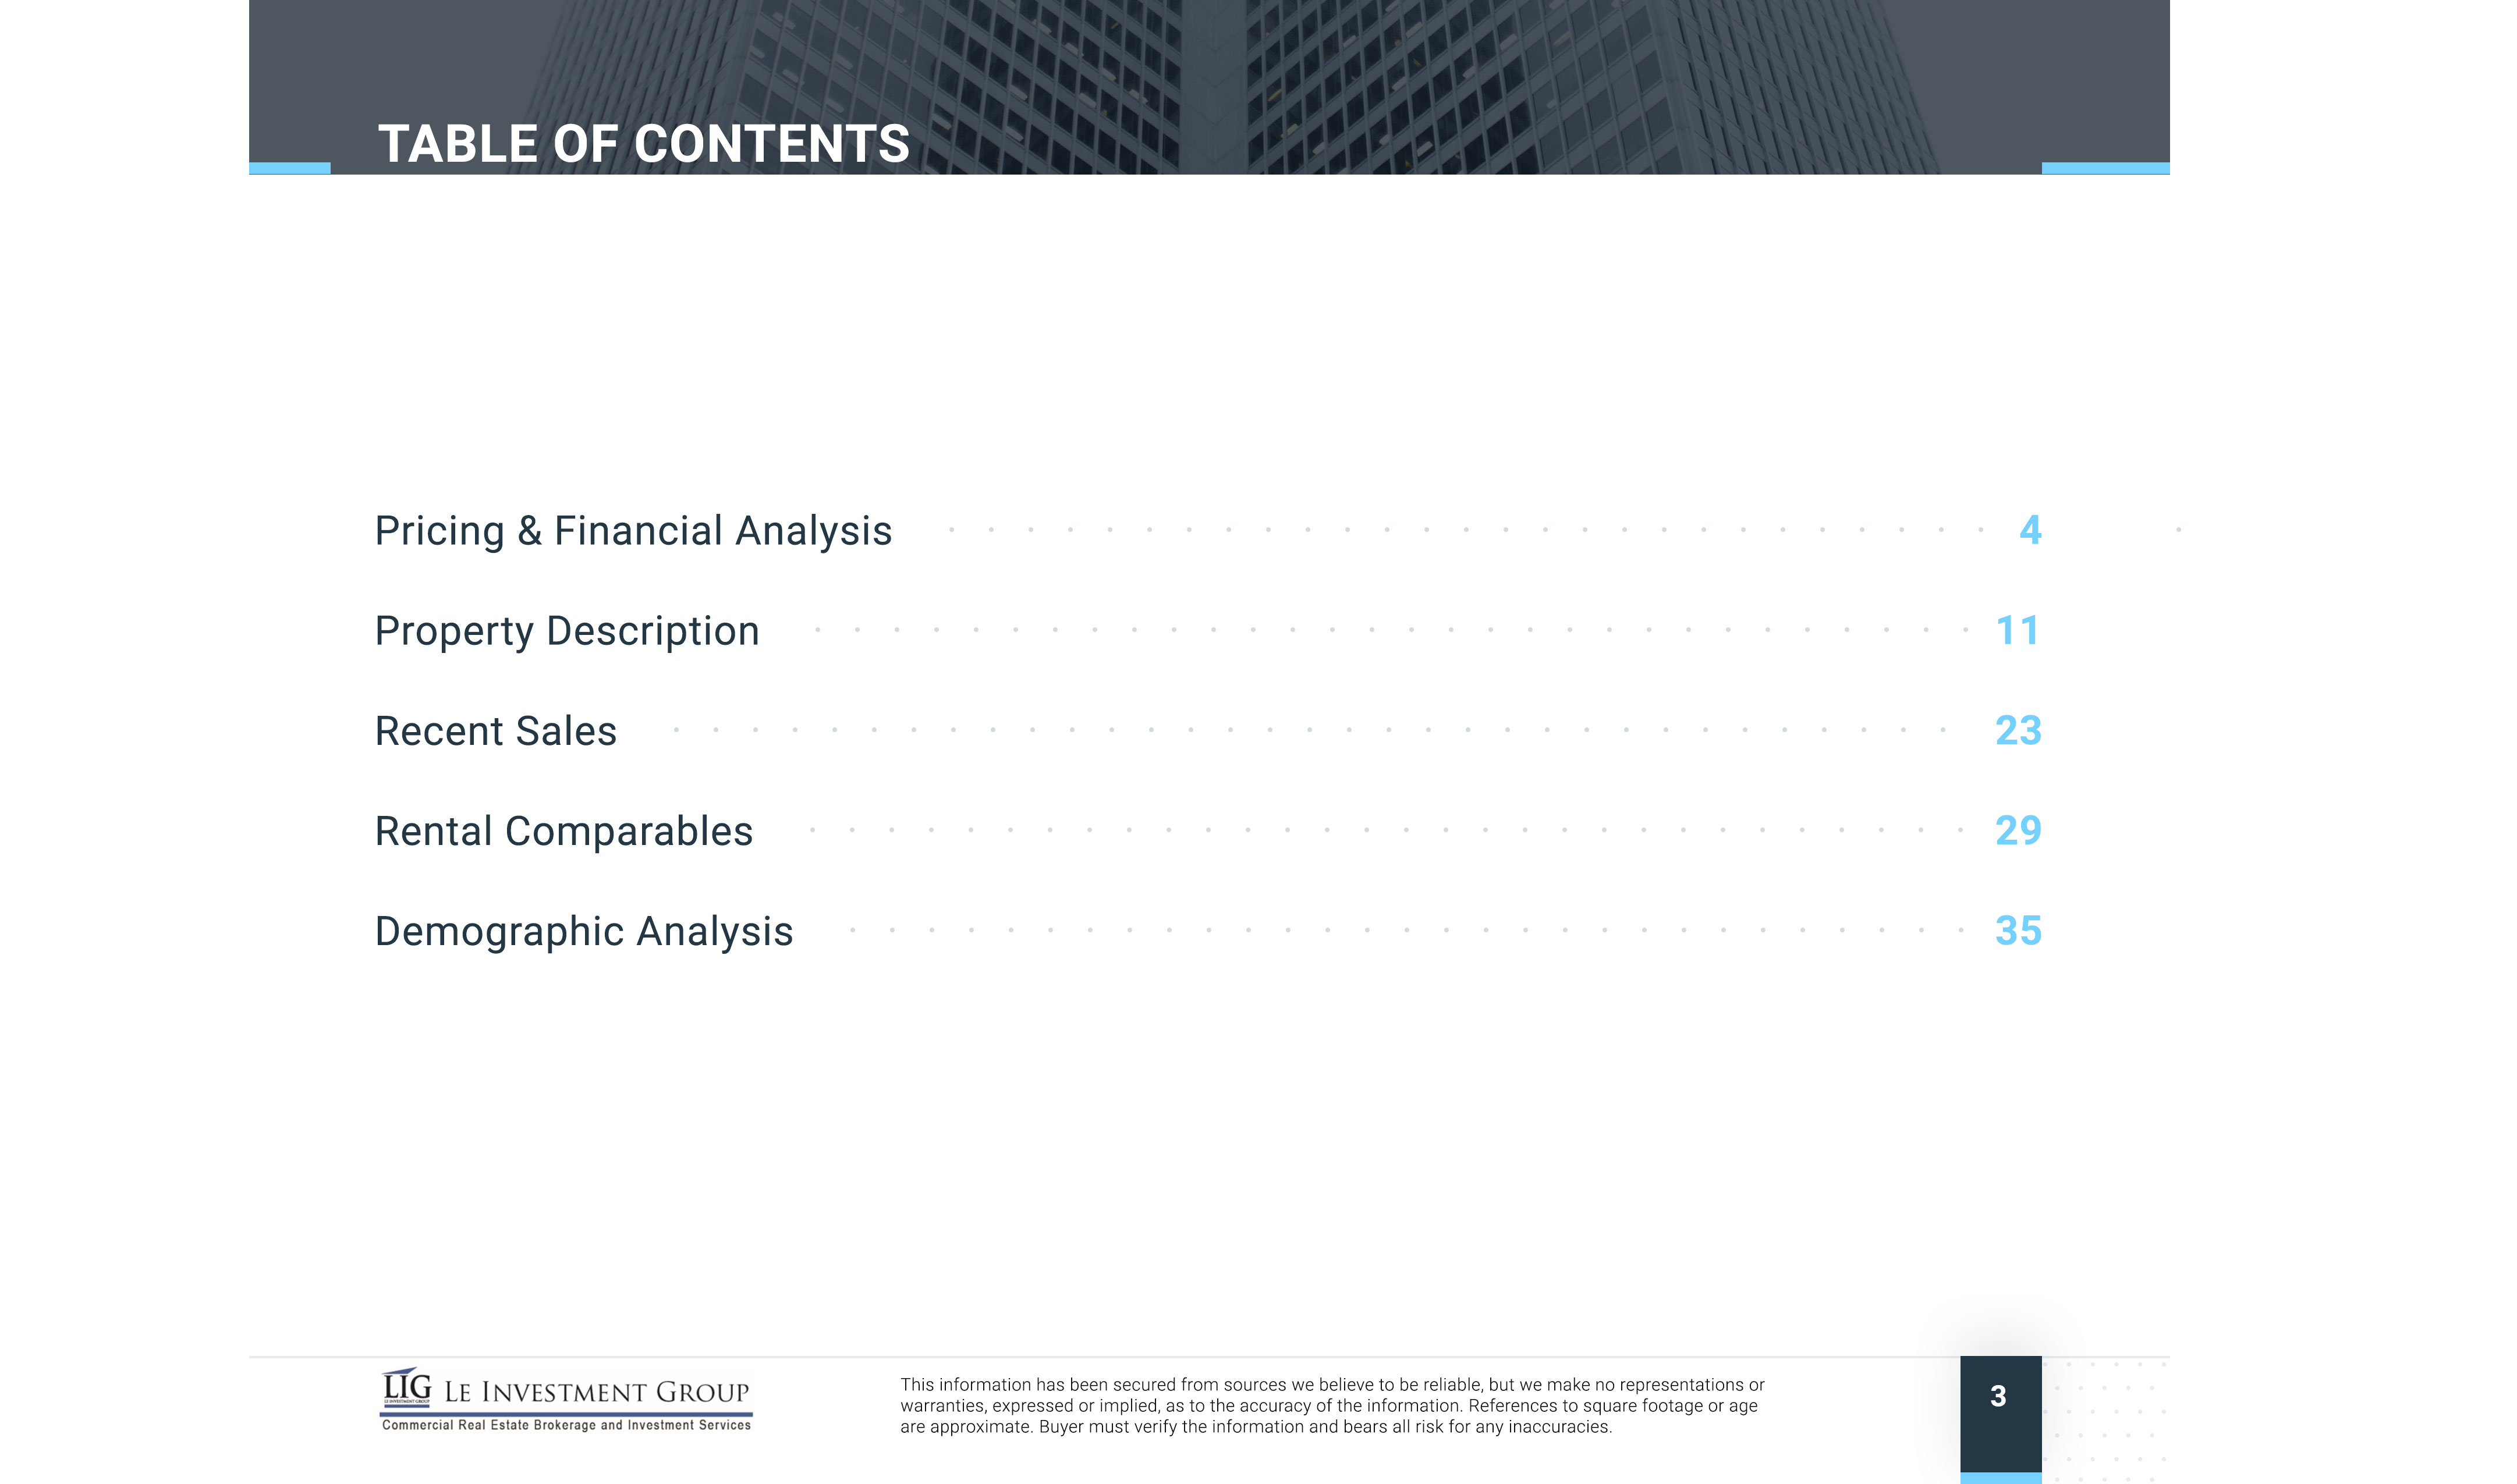 TABLE OF CONTENTS
Pricing & Financial Analysis 4
Property Description 11
Recent Sales 23
Rental Comparables 29
Demographic Analysis 35
LIG LE INVESTMENT GROUP
LE INVESTMENT GROUP
Commercial Real Estate Brokerage and Investment Services
This information has been secured from sources we believe to be reliable, but we make no representations or
warranties, expressed or implied, as to the accuracy of the information. References to square footage or age
are approximate. Buyer must verify the information and bears all risk for any inaccuracies.
3